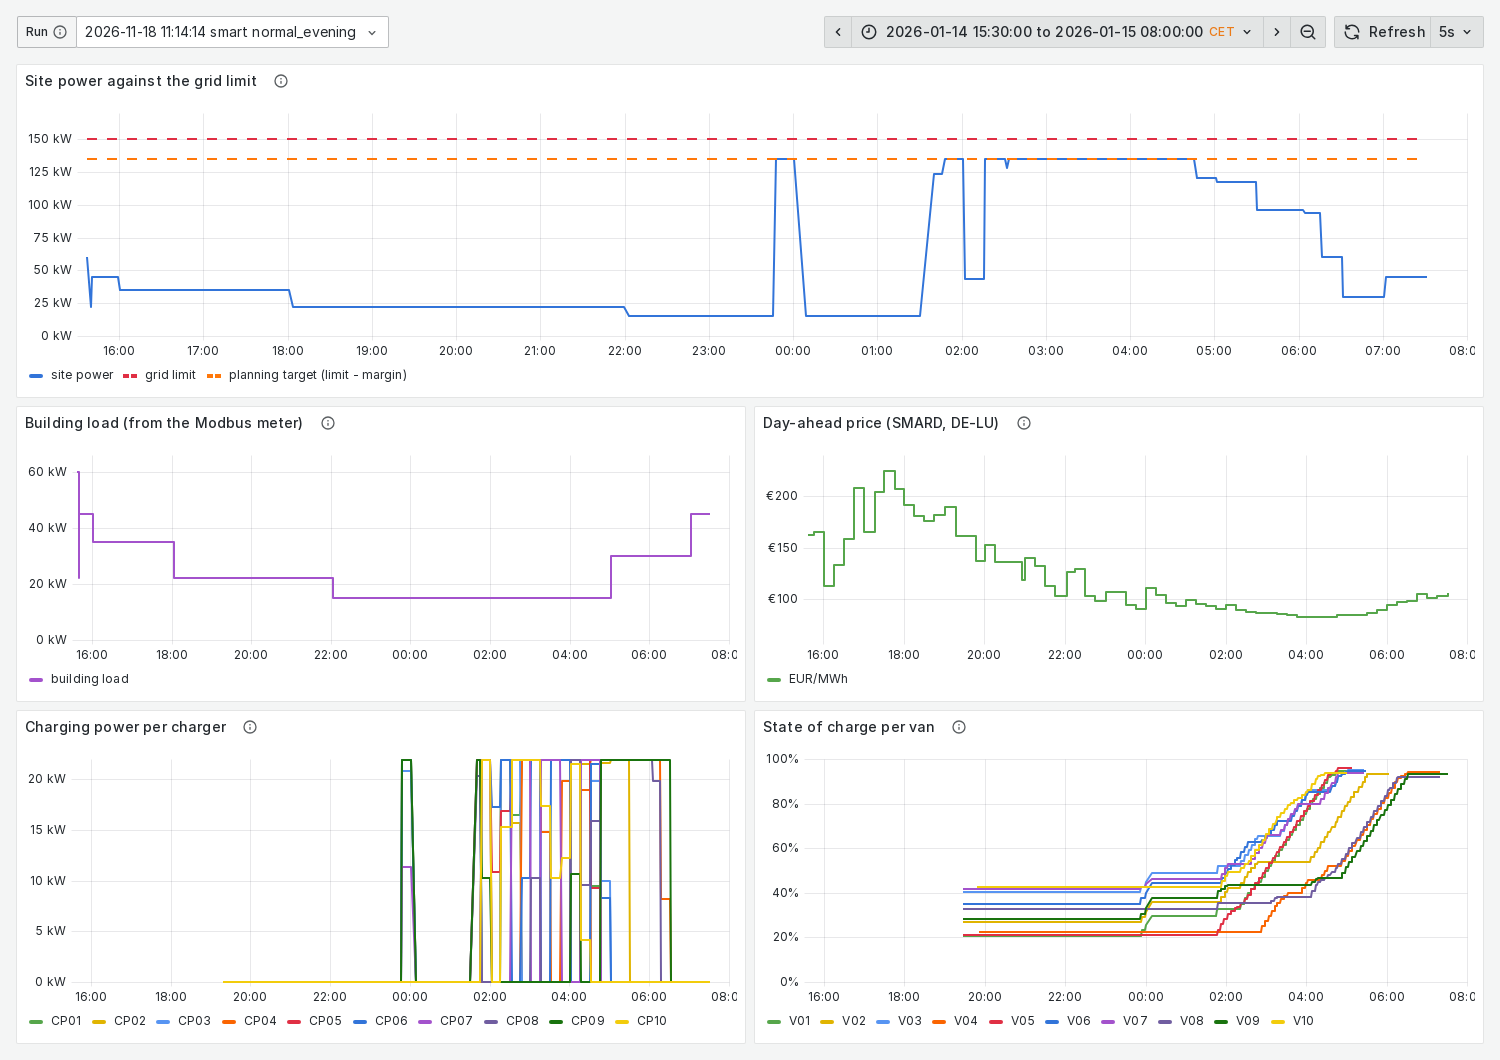 Run 2026-11-18 11:14:14 smart normal_evening 2026-01-14 15:30:00 to 2026-01-15 08:00:00 CET Refresh 5s
Site power against the grid limit
150 kW
125 kW
100 kW
75 kW
50 kW
25 kW
0 kW
16:00 17:00 18:00 19:00 20:00 21:00 22:00 23:00 00:00 01:00 02:00 03:00 04:00 05:00 06:00 07:00 08:0
site power grid limit planning target (limit - margin)
Building load (from the Modbus meter)
60 kW
40 kW
20 kW
0 kW
16:00 18:00 20:00 22:00 00:00 02:00 04:00 06:00 08:0
building load
Day-ahead price (SMARD, DE-LU)
€200
€150
€100
16:00 18:00 20:00 22:00 00:00 02:00 04:00 06:00 08:0
EUR/MWh
Charging power per charger
20 kW
15 kW
10 kW
5 kW
0 kW
16:00 18:00 20:00 22:00 00:00 02:00 04:00 06:00 08:0
CP01 CP02 CP03 CP04 CP05 CP06 CP07 CP08 CP09 CP10
State of charge per van
100%
80%
60%
40%
20%
0%
16:00 18:00 20:00 22:00 00:00 02:00 04:00 06:00 08:0
V01 V02 V03 V04 V05 V06 V07 V08 V09 V10